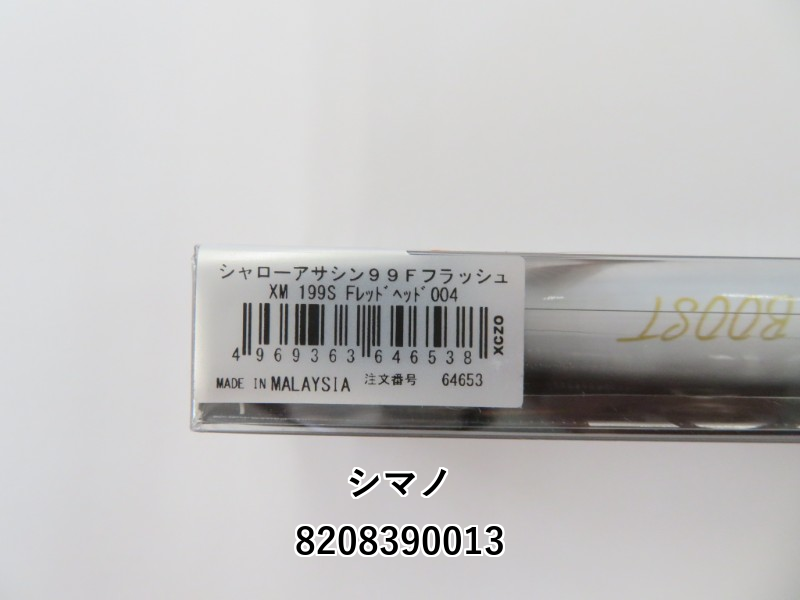 シャローアサシン９９Ｆフラッシュ
XM 199S Fﾚｯﾄﾞﾍｯﾄﾞ004
4 969363 646538
XCZO
MADE IN MALAYSIA 注文番号 64653
BOOST
シマノ
8208390013